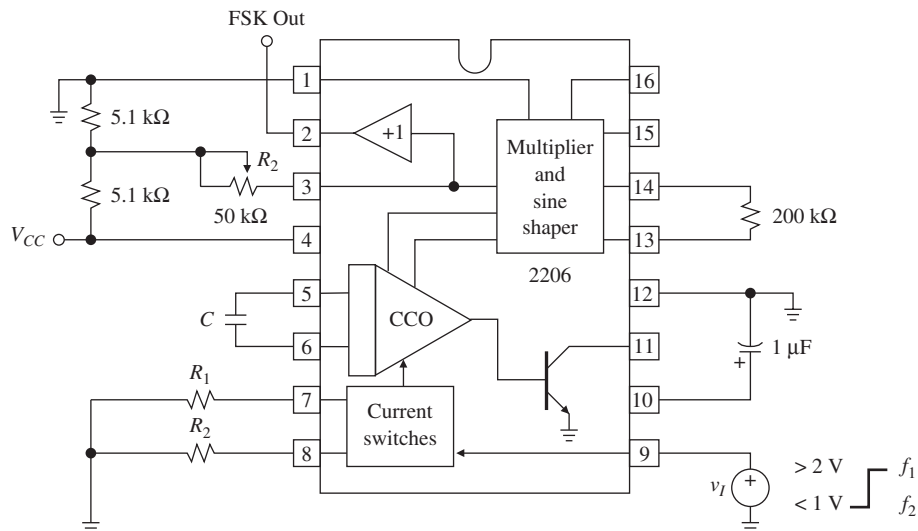 FSK Out
1
16
5.1 kΩ
2
+1
15
R2
Multiplier
and
sine
shaper
3
14
5.1 kΩ
50 kΩ
200 kΩ
VCC
4
13
2206
5
12
C
CCO
6
11
1 μF
+
R1
7
10
Current
switches
R2
8
9
vI
+
> 2 V
f1
< 1 V
f2